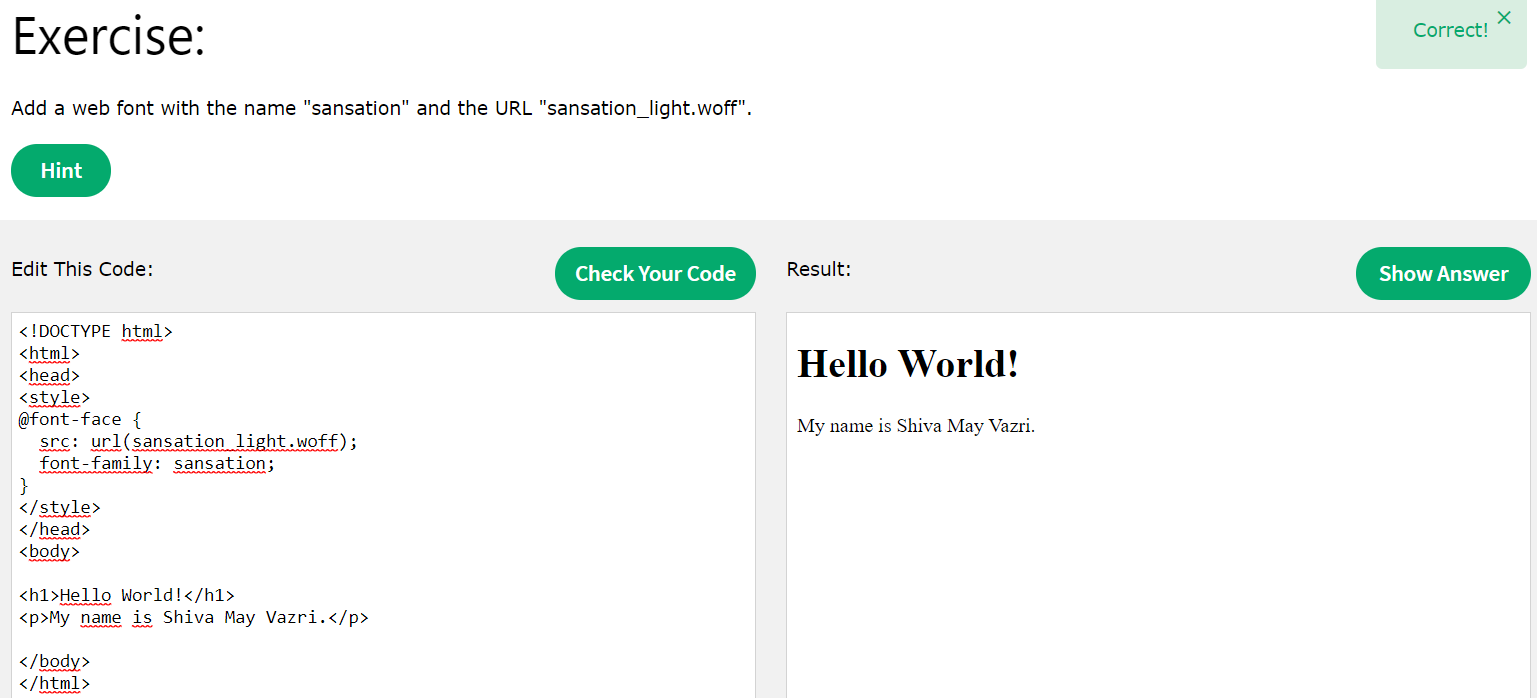 Exercise:
Correct! ×
Add a web font with the name "sansation" and the URL "sansation_light.woff".
Hint
Edit This Code:
Check Your Code
<!DOCTYPE html>
<html>
<head>
<style>
@font-face {
  src: url(sansation_light.woff);
  font-family: sansation;
}
</style>
</head>
<body>

<h1>Hello World!</h1>
<p>My name is Shiva May Vazri.</p>

</body>
</html>
Result:
Show Answer
Hello World!
My name is Shiva May Vazri.